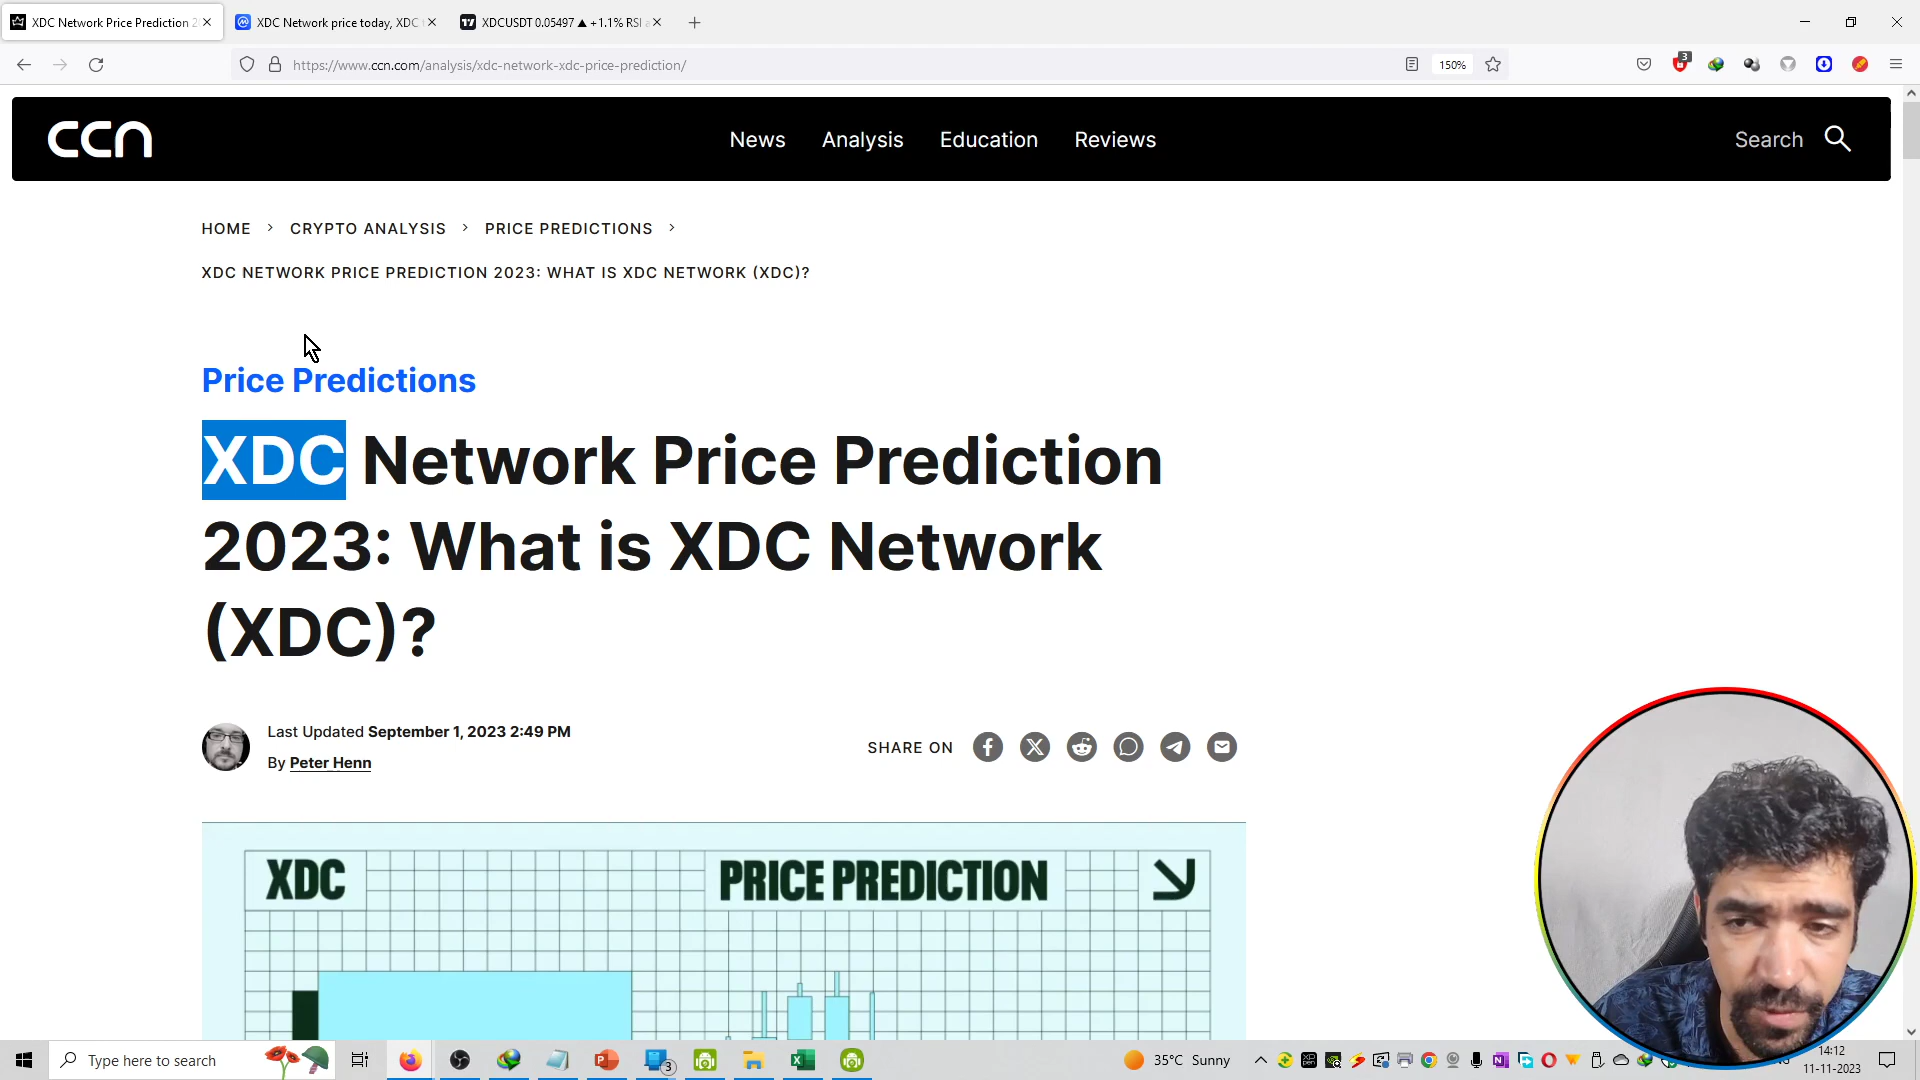 XDC Network Price Prediction 2
XDC Network price today, XDC t
XDCUSDT 0.05497 ▲ +1.1% RSI a
https://www.ccn.com/analysis/xdc-network-xdc-price-prediction/
150%
3
ccn
News
Analysis
Education
Reviews
Search
HOME > CRYPTO ANALYSIS > PRICE PREDICTIONS >
XDC NETWORK PRICE PREDICTION 2023: WHAT IS XDC NETWORK (XDC)?
Price Predictions
XDC Network Price Prediction
2023: What is XDC Network
(XDC)?
Last Updated September 1, 2023 2:49 PM
By Peter Henn
SHARE ON
XDC
PRICE PREDICTION
Type here to search
3
35°C Sunny
14:12
11-11-2023